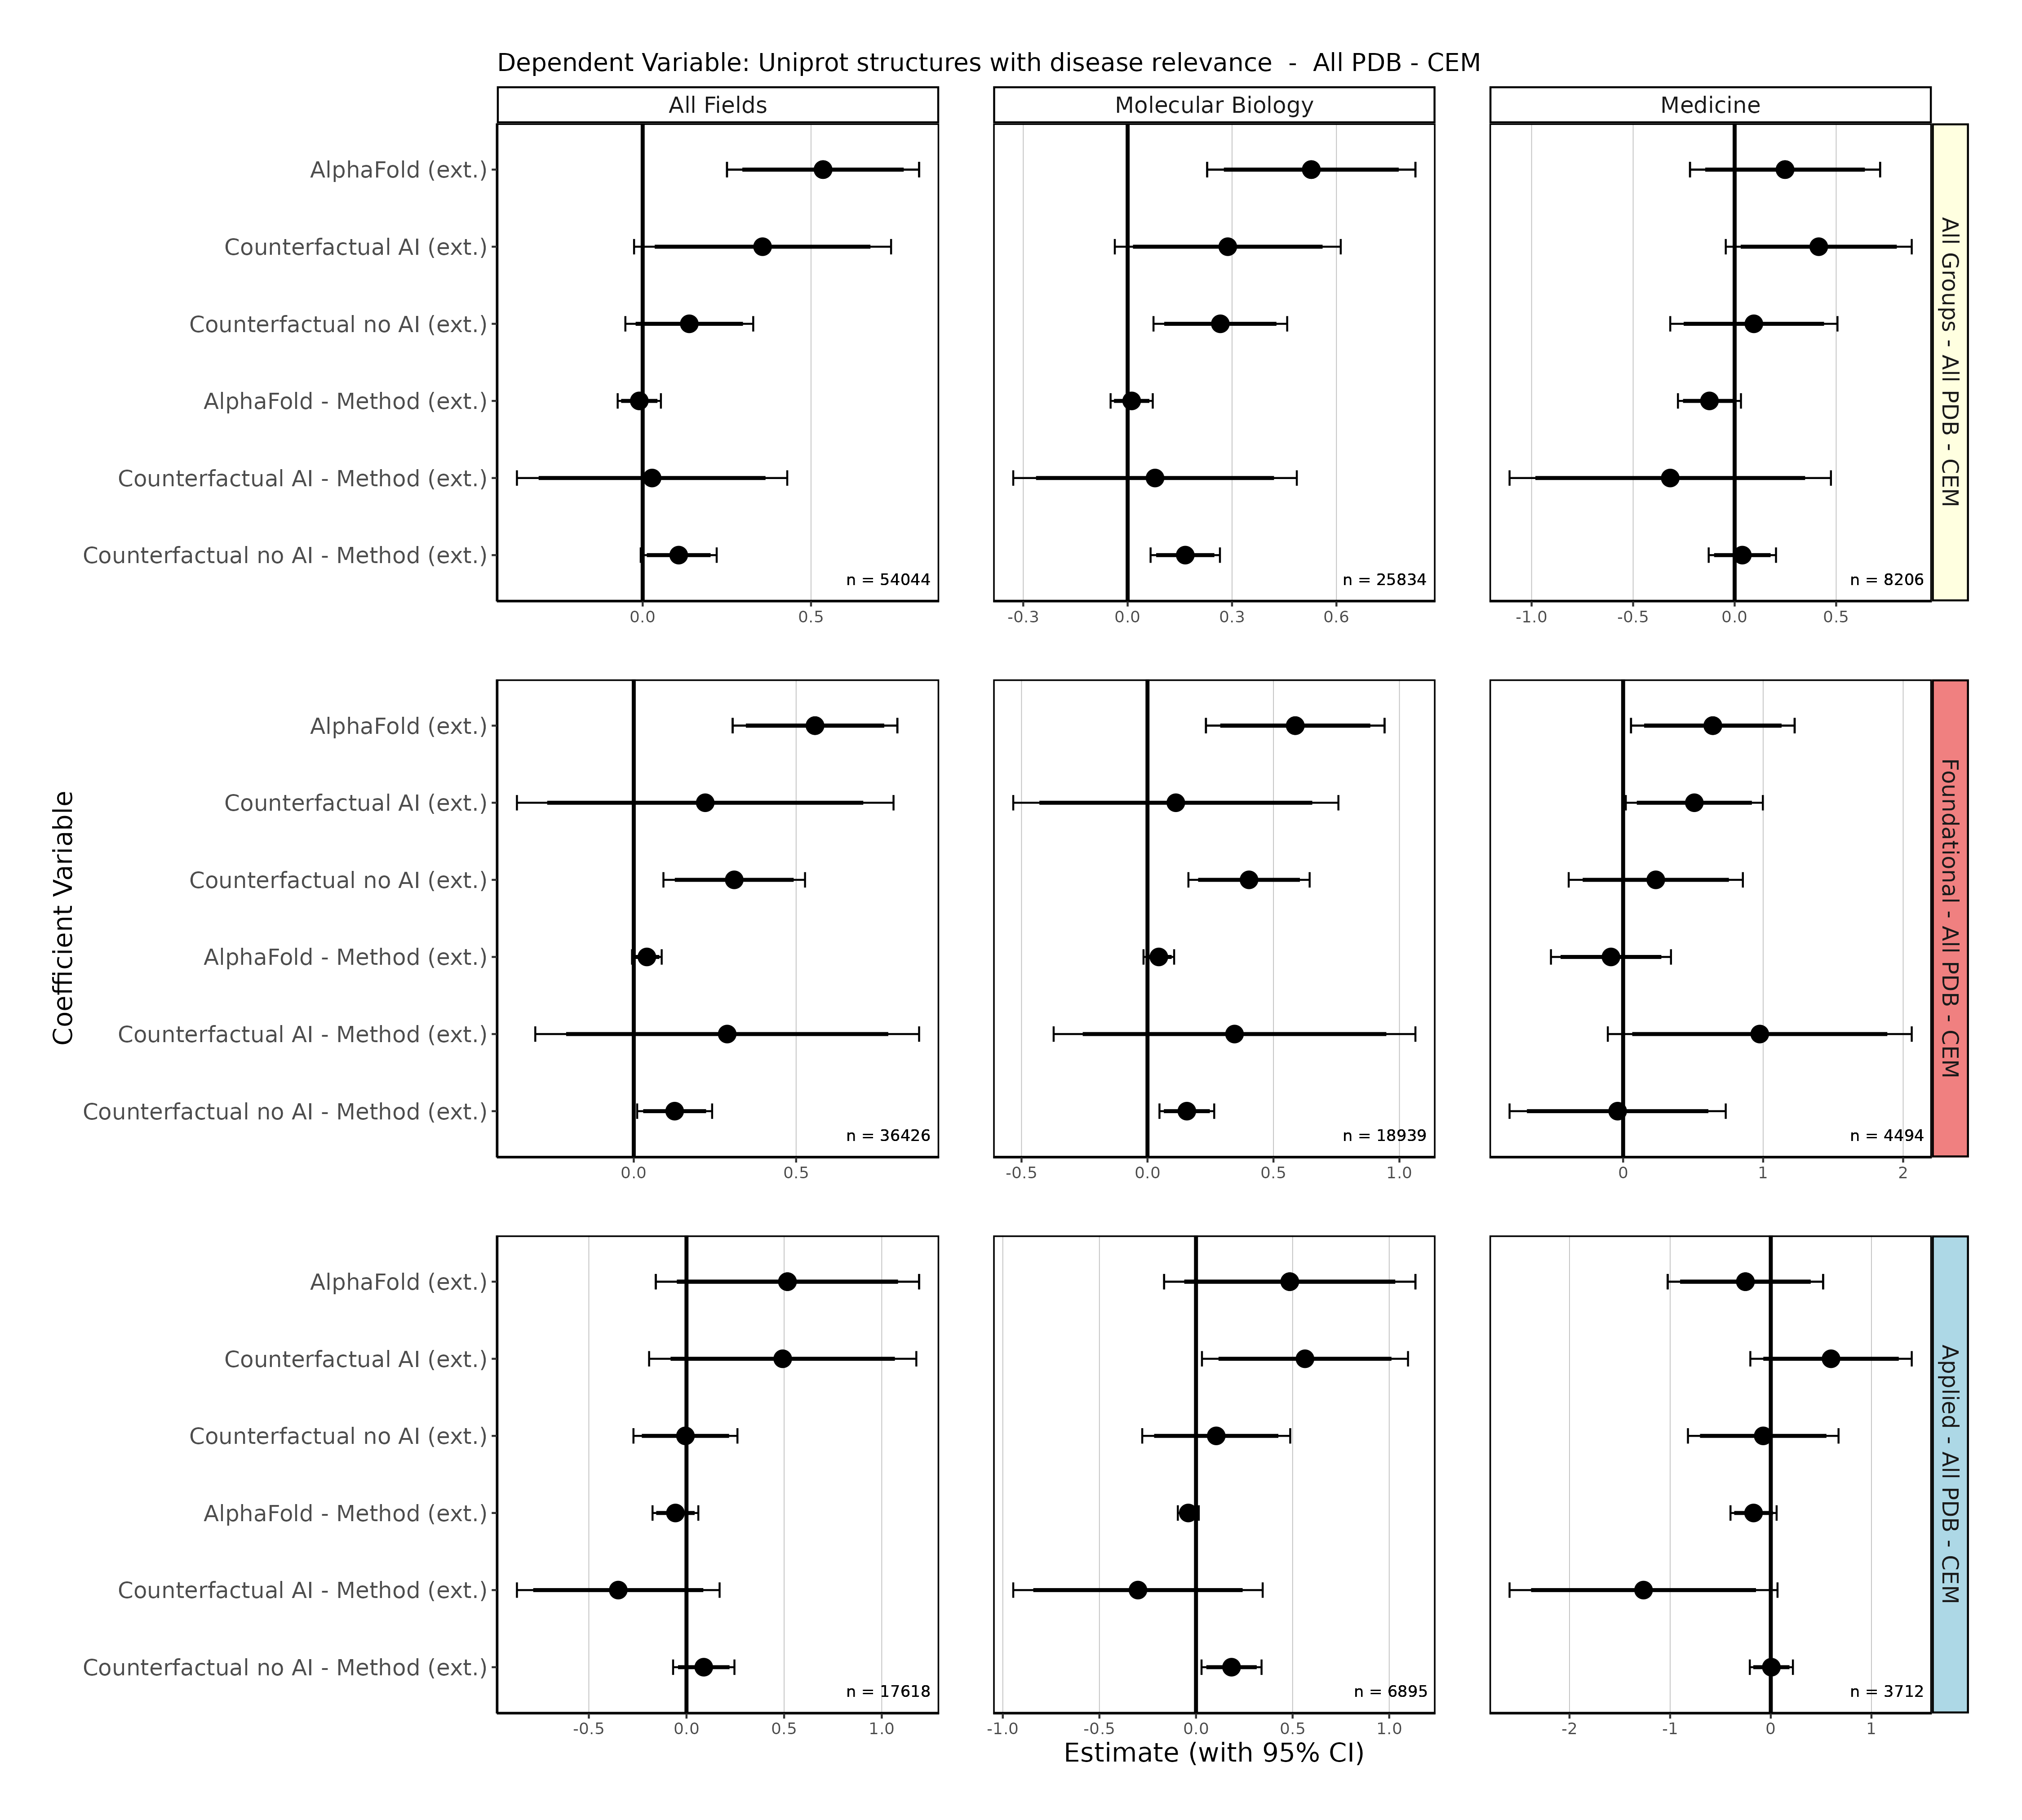 Dependent Variable: Uniprot structures with disease relevance  -  All PDB - CEM
All Fields
Molecular Biology
Medicine
AlphaFold (ext.)
Counterfactual AI (ext.)
Counterfactual no AI (ext.)
AlphaFold - Method (ext.)
Counterfactual AI - Method (ext.)
Counterfactual no AI - Method (ext.)
n = 54044
n = 25834
n = 8206
All Groups - All PDB - CEM
0.0 0.5
-0.3 0.0 0.3 0.6
-1.0 -0.5 0.0 0.5
Coefficient Variable
AlphaFold (ext.)
Counterfactual AI (ext.)
Counterfactual no AI (ext.)
AlphaFold - Method (ext.)
Counterfactual AI - Method (ext.)
Counterfactual no AI - Method (ext.)
n = 36426
n = 18939
n = 4494
Foundational - All PDB - CEM
0.0 0.5
-0.5 0.0 0.5 1.0
0 1 2
AlphaFold (ext.)
Counterfactual AI (ext.)
Counterfactual no AI (ext.)
AlphaFold - Method (ext.)
Counterfactual AI - Method (ext.)
Counterfactual no AI - Method (ext.)
n = 17618
n = 6895
n = 3712
Applied - All PDB - CEM
-0.5 0.0 0.5 1.0
-1.0 -0.5 0.0 0.5 1.0
-2 -1 0 1
Estimate (with 95% CI)